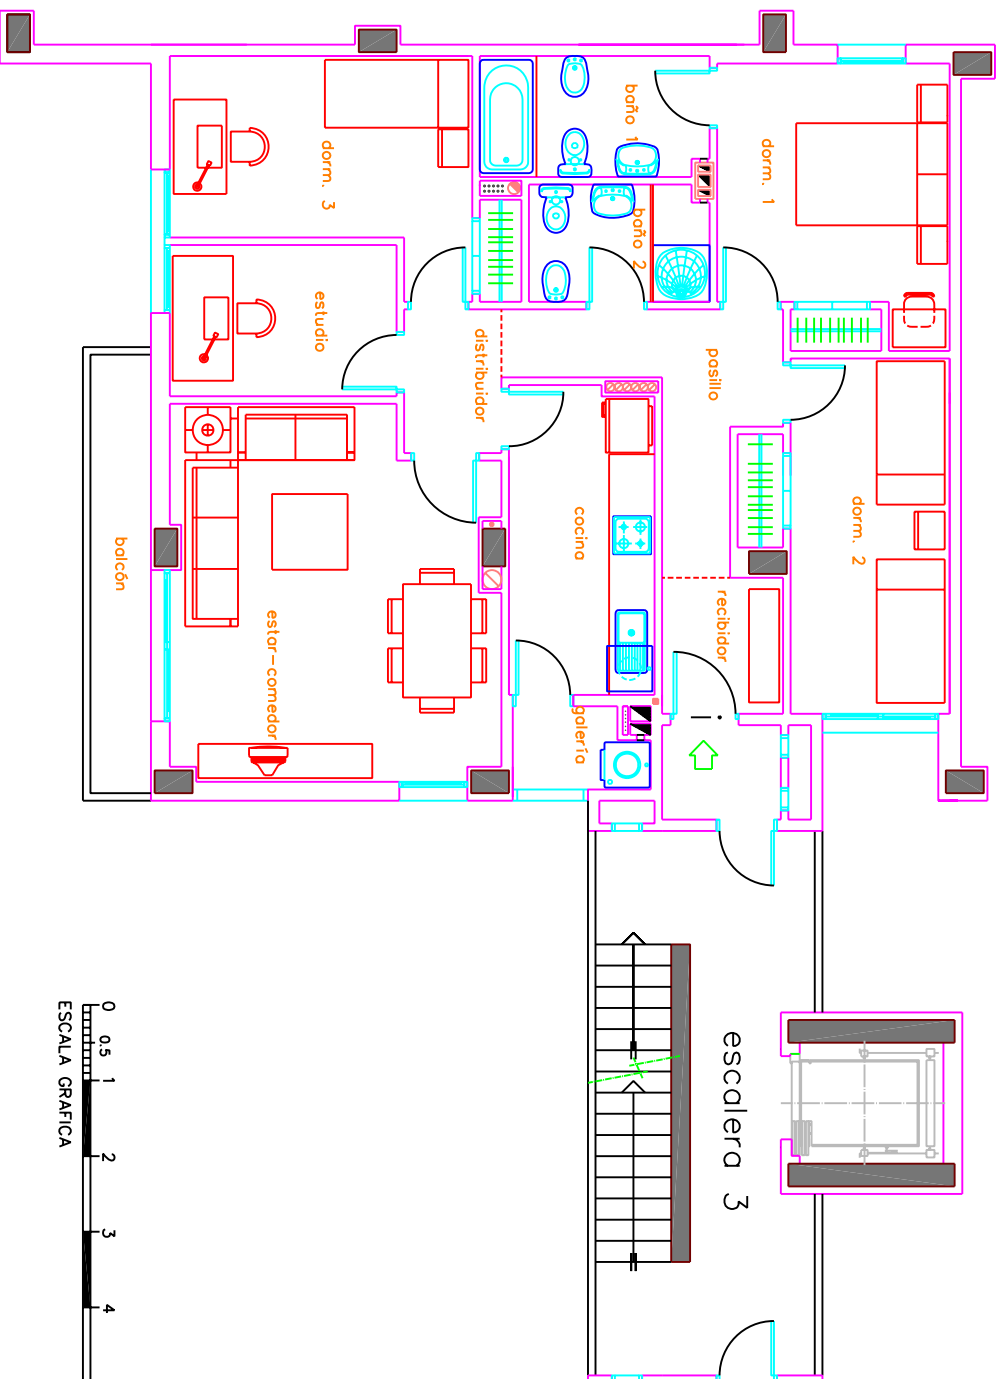 dorm. 1
baño 1
dorm. 3
baño 2
estudio
distribuidor
pasillo
dorm. 2
cocina
balcón
recibidor
estar-comedor
galería
escalera 3
0 0.5 1 2 3 4
ESCALA GRAFICA